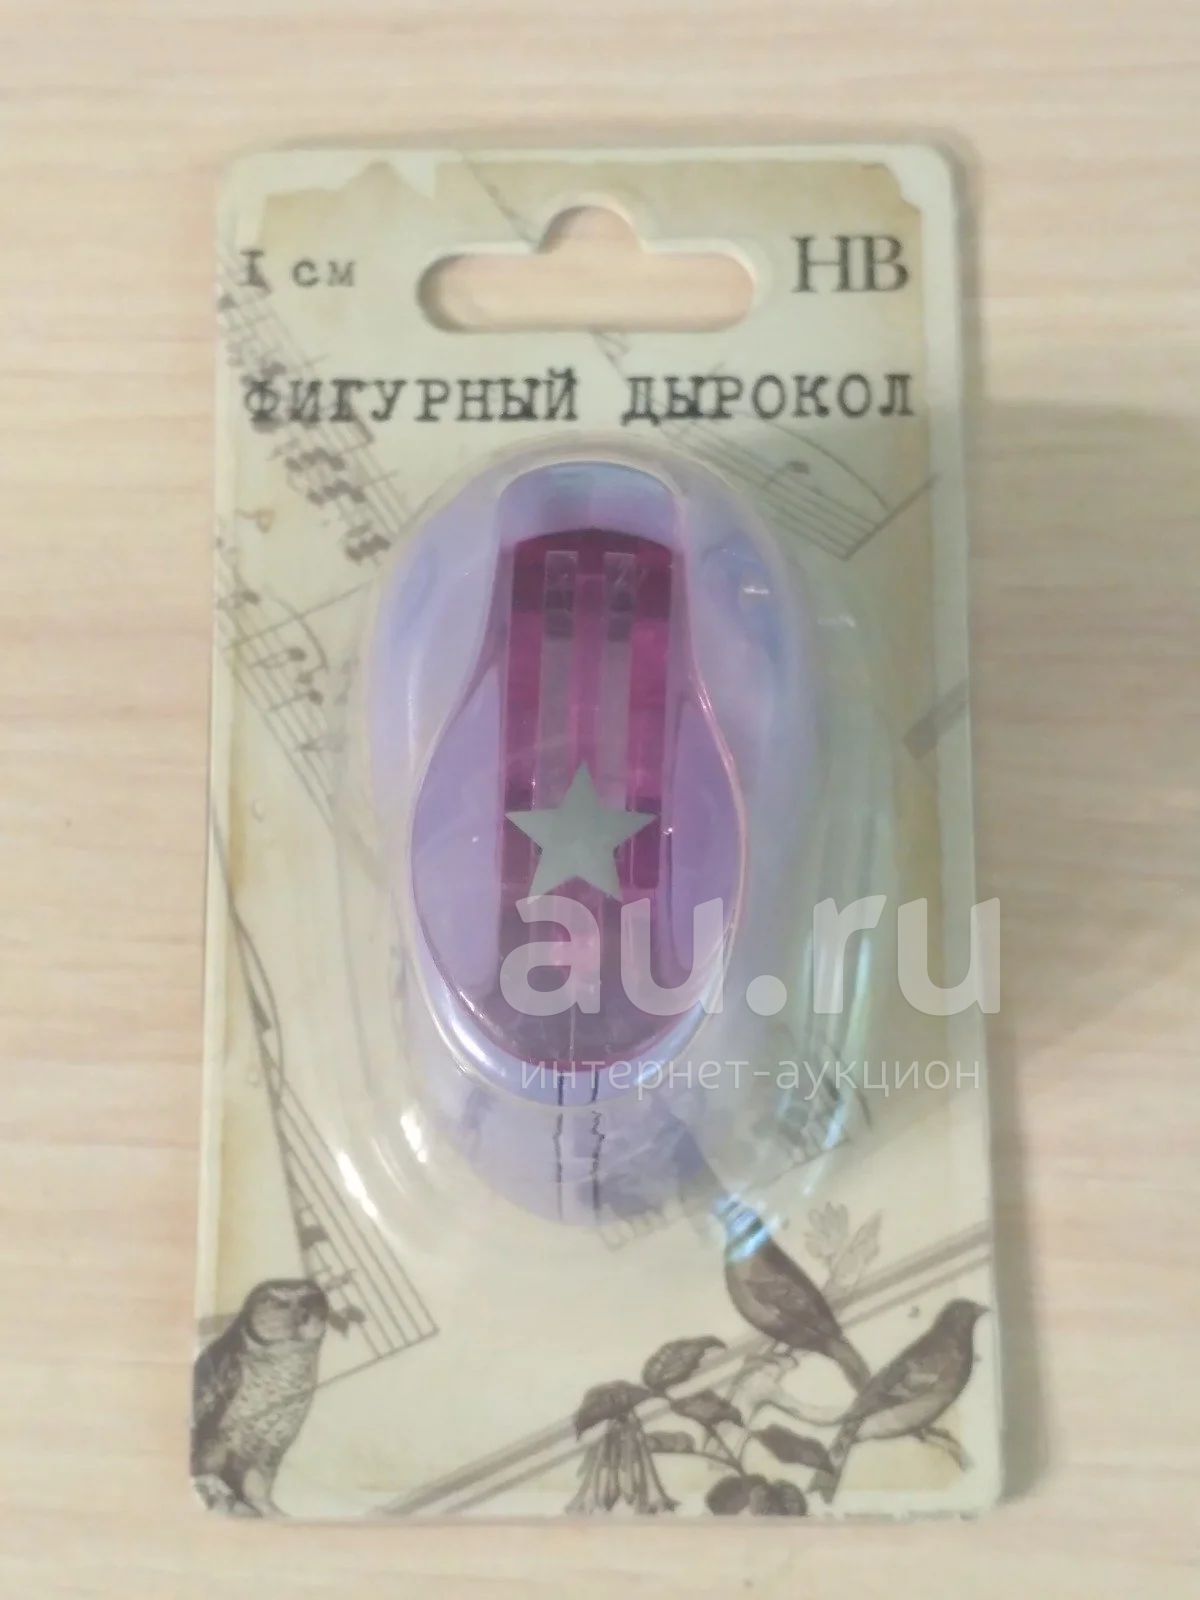 1 см
НВ
ФИГУРНЫЙ ДЫРОКОЛ
au.ru
интернет-аукцион